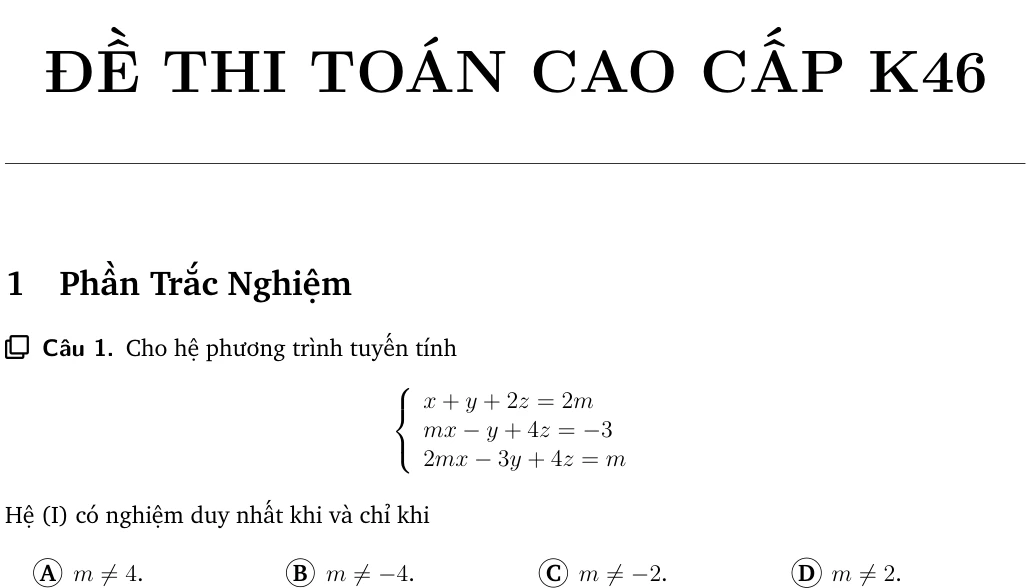 ĐỀ THI TOÁN CAO CẤP K46
1 Phần Trắc Nghiệm
Câu 1. Cho hệ phương trình tuyến tính
x + y + 2z = 2m
mx − y + 4z = −3
2mx − 3y + 4z = m
Hệ (I) có nghiệm duy nhất khi và chỉ khi
A m ≠ 4. B m ≠ −4. C m ≠ −2. D m ≠ 2.